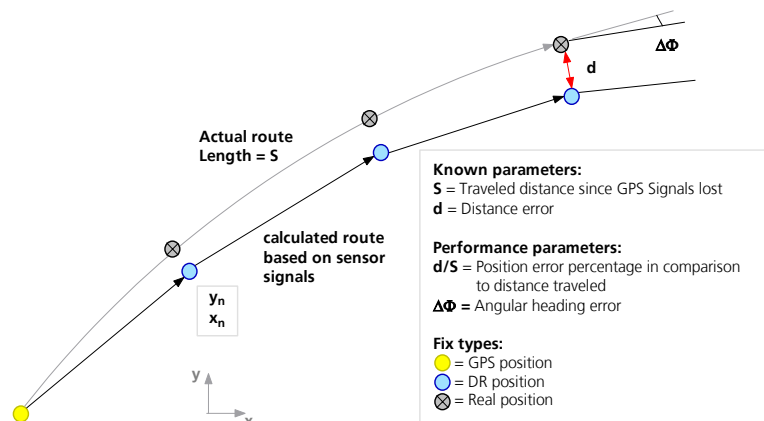 ΔΦ
d
Actual route
Length = S
calculated route
based on sensor
signals
yn
xn
y
x
Known parameters:
S = Traveled distance since GPS Signals lost
d = Distance error
Performance parameters:
d/S = Position error percentage in comparison
to distance traveled
ΔΦ = Angular heading error
Fix types:
= GPS position
= DR position
= Real position